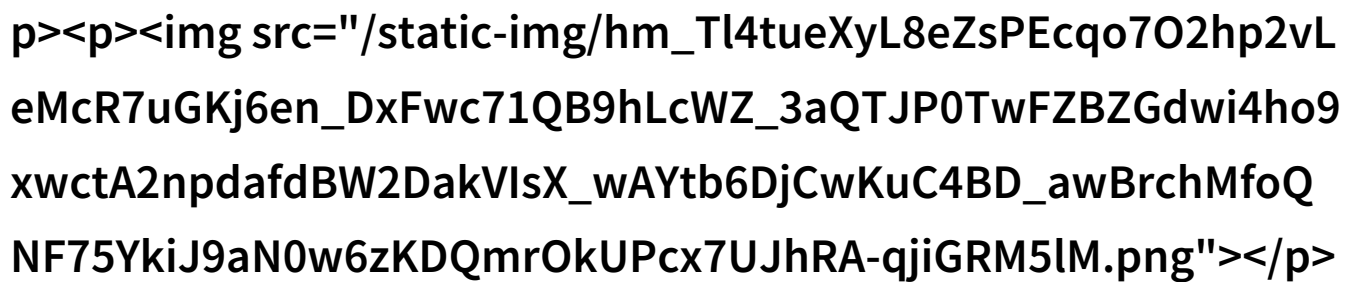 p><p><img src="/static-img/hm_Tl4tueXyL8eZsPEcqo7O2hp2vL
eMcR7uGKj6en_DxFwc71QB9hLcWZ_3aQTJP0TwFZBZGdwi4ho9
xwctA2npdafdBW2DakVIsX_wAYtb6DjCwKuC4BD_awBrchMfoQ
NF75YkiJ9aN0w6zKDQmrOkUPcx7UJhRA-qjiGRM5lM.png"></p>